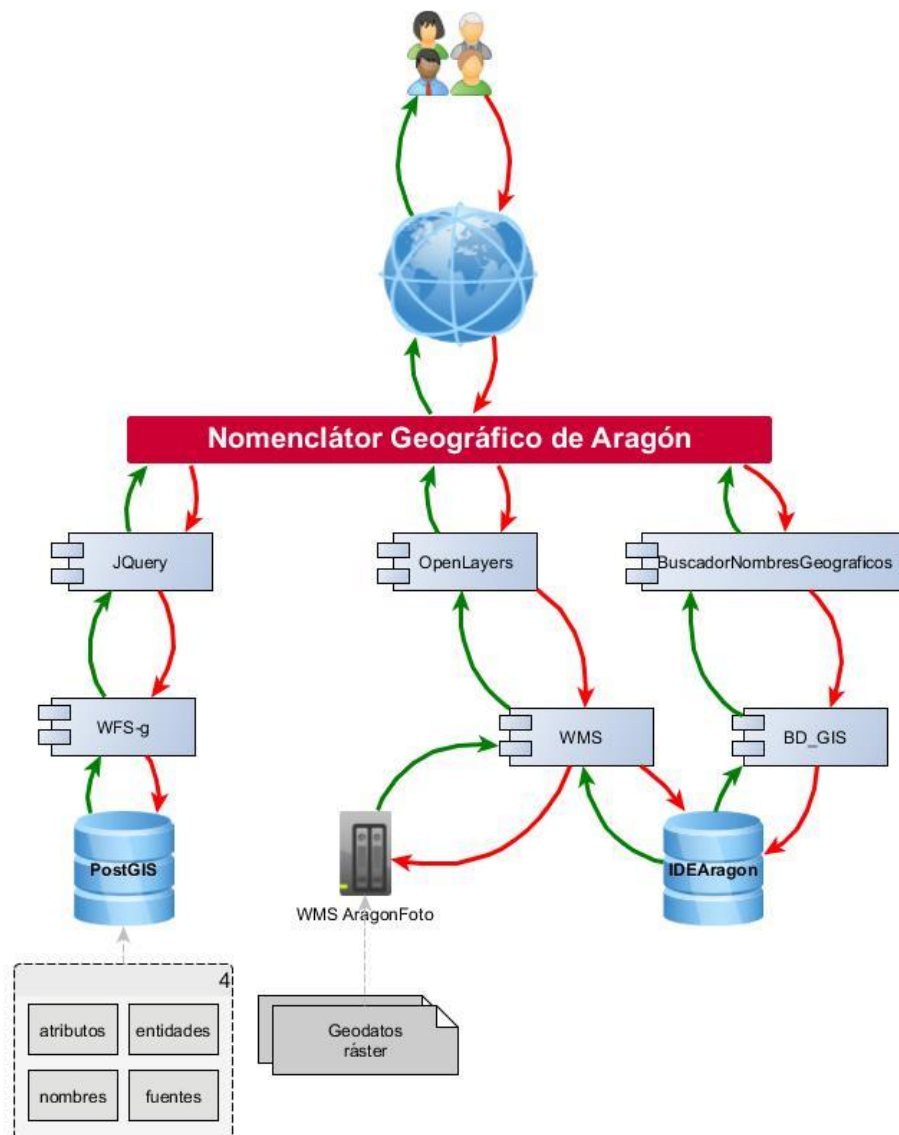 Nomenclátor Geográfico de Aragón
JQuery
OpenLayers
BuscadorNombresGeograficos
WFS-g
WMS
BD_GIS
PostGIS
WMS AragonFoto
IDEAragon
4
atributos
entidades
nombres
fuentes
Geodatos
ráster